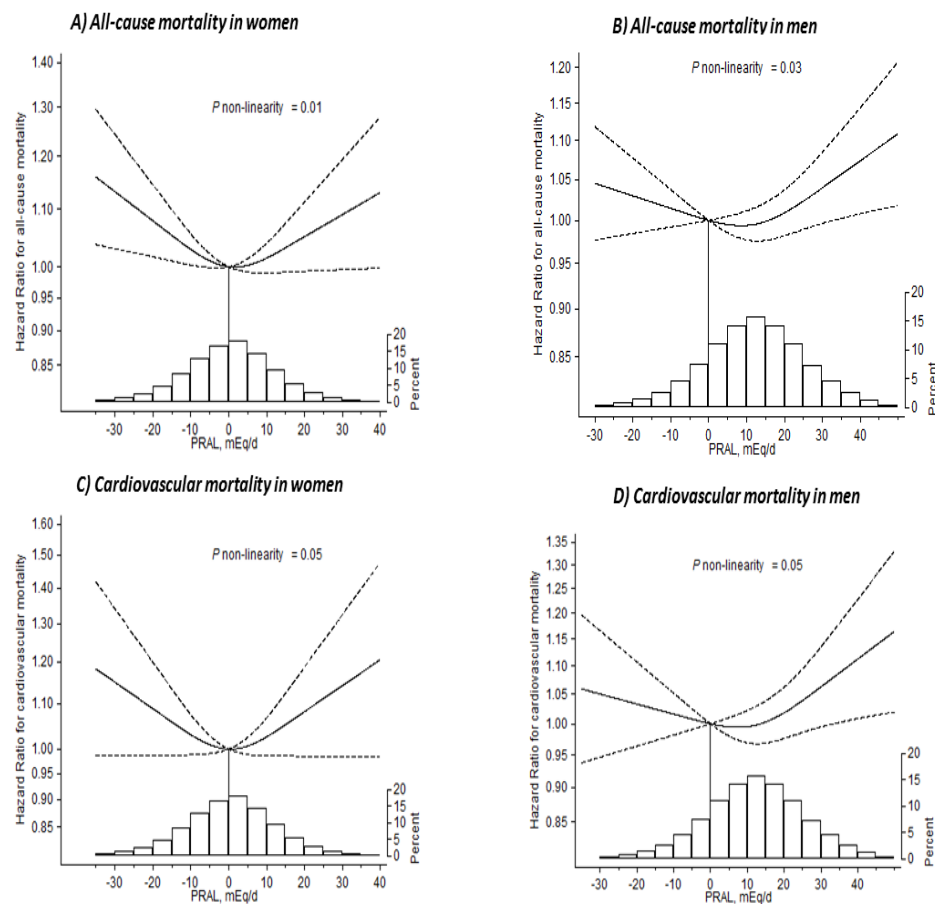 A) All-cause mortality in women
Hazard Ratio for all-cause mortality
1.40
1.30
1.20
1.10
1.00
0.95
0.90
0.85
P non-linearity = 0.01
20
15
10
5
0
Percent
-30 -20 -10 0 10 20 30 40
PRAL, mEq/d
B) All-cause mortality in men
Hazard Ratio for all-cause mortality
1.20
1.15
1.10
1.05
1.00
0.95
0.90
0.85
P non-linearity = 0.03
20
15
10
5
0
Percent
-30 -20 -10 0 10 20 30 40
PRAL, mEq/d
C) Cardiovascular mortality in women
Hazard Ratio for cardiovascular mortality
1.60
1.50
1.40
1.30
1.20
1.10
1.00
0.95
0.90
0.85
P non-linearity = 0.05
20
15
10
5
0
Percent
-30 -20 -10 0 10 20 30 40
PRAL, mEq/d
D) Cardiovascular mortality in men
Hazard Ratio for cardiovascular mortality
1.35
1.30
1.25
1.20
1.15
1.10
1.05
1.00
0.95
0.90
0.85
P non-linearity = 0.05
20
15
10
5
0
Percent
-30 -20 -10 0 10 20 30 40
PRAL, mEq/d